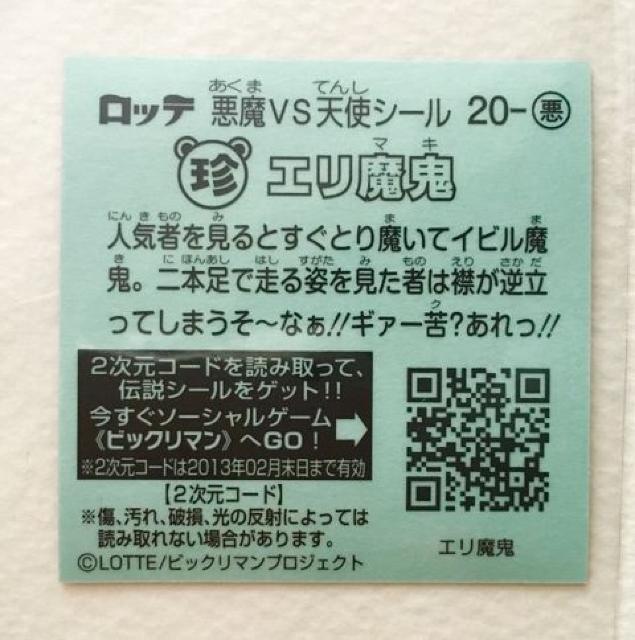 ロッテ 悪魔VS天使シール 20-悪
あくま てんし
珍 エリ魔鬼
マ キ
人気者を見るとすぐとり魔いてイビル魔
にん き もの み ま ま
鬼。二本足で走る姿を見た者は襟が逆立
き に ほんあし はし すがた み もの えり さかだ
ってしまうそ〜なぁ!!ギァー苦?あれっ!!
ク
2次元コードを読み取って、
伝説シールをゲット!!
今すぐソーシャルゲーム
《ビックリマン》へGO!
※2次元コードは2013年02月末日まで有効
【2次元コード】
※傷、汚れ、破損、光の反射によっては
読み取れない場合があります。
©LOTTE/ビックリマンプロジェクト
エリ魔鬼